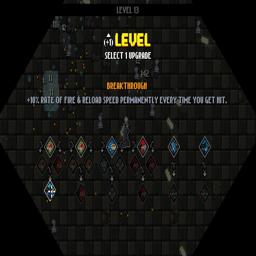 LEVEL 13
(+1) LEVEL
SELECT 1 UPGRADE
BREAKTHROUGH
+10% RATE OF FIRE & RELOAD SPEED PERMANENTLY EVERY TIME YOU GET HIT.